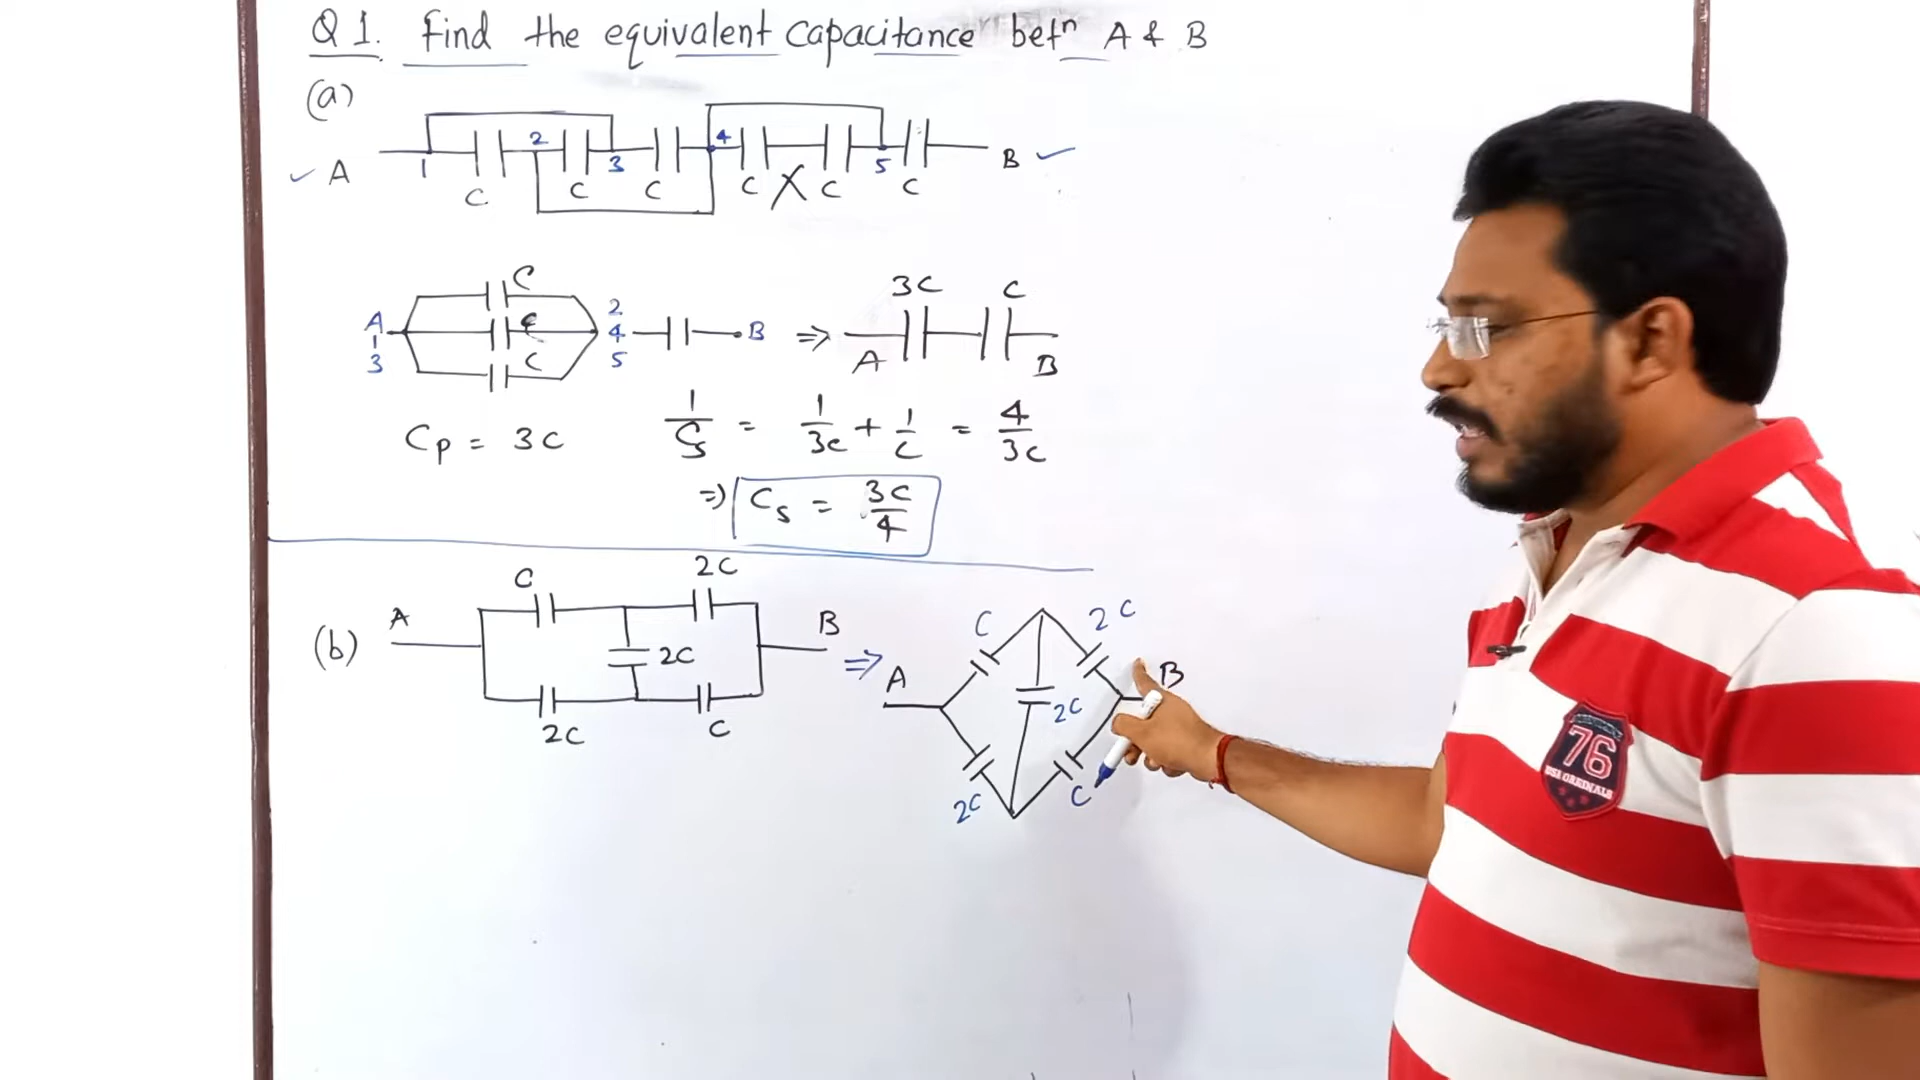 Q 1. Find the equivalent capacitance betⁿ A & B
(a)
A 1 C 2 C 3 C 4 C X C 5 C B
A 1 3 C C C 2 4 5 B ⇒ 3C C A B
Cp = 3C 1/Cs = 1/3c + 1/c = 4/3c
⇒ Cs = 3C/4
(b) A C 2C 2C 2C C B ⇒ A C 2C 2C 2C C B
76